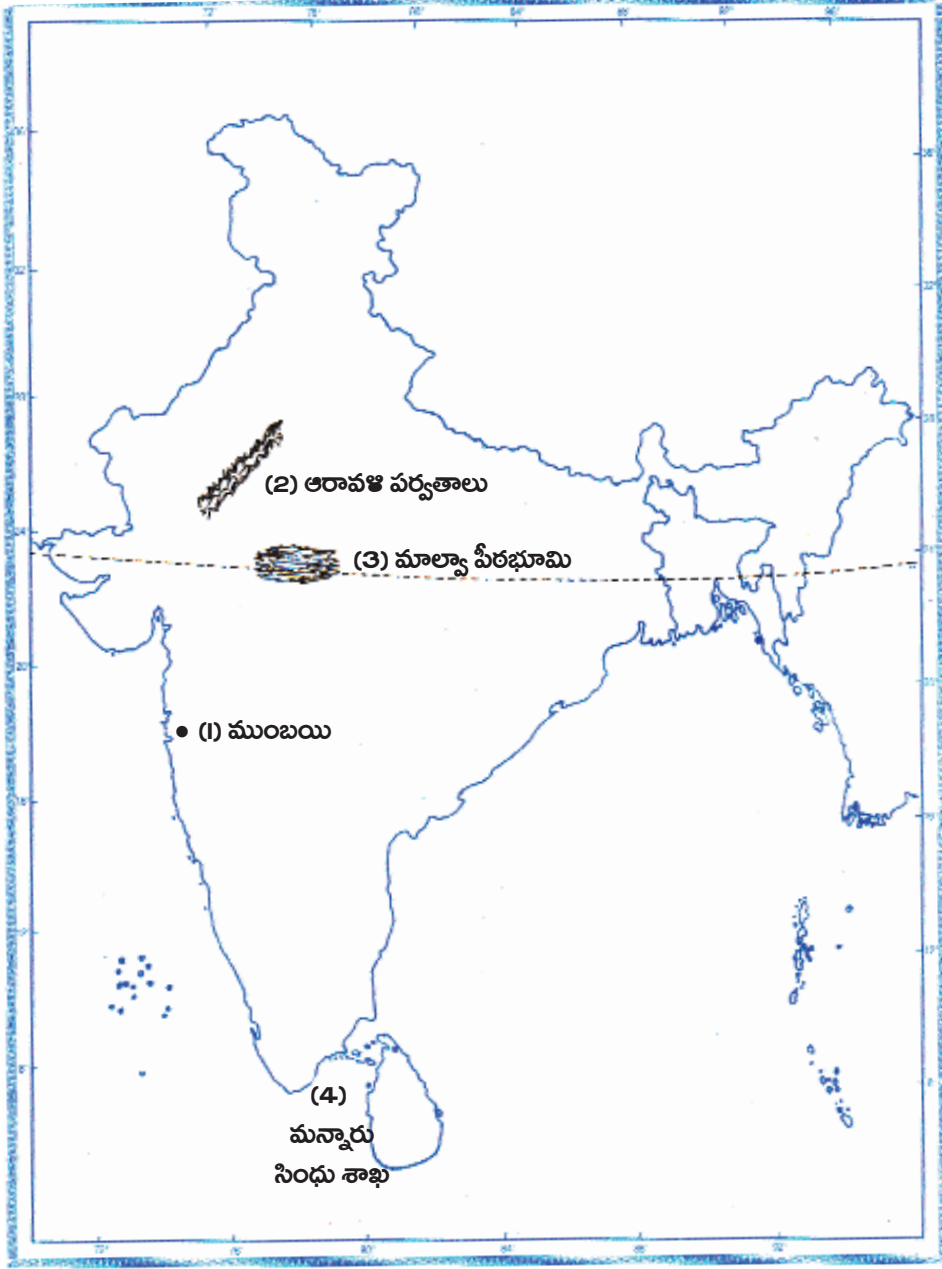 (2) ఆరావళి పర్వతాలు
(3) మాల్వా పీఠభూమి
(1) ముంబయి
(4)
మన్నారు
సింధు శాఖ